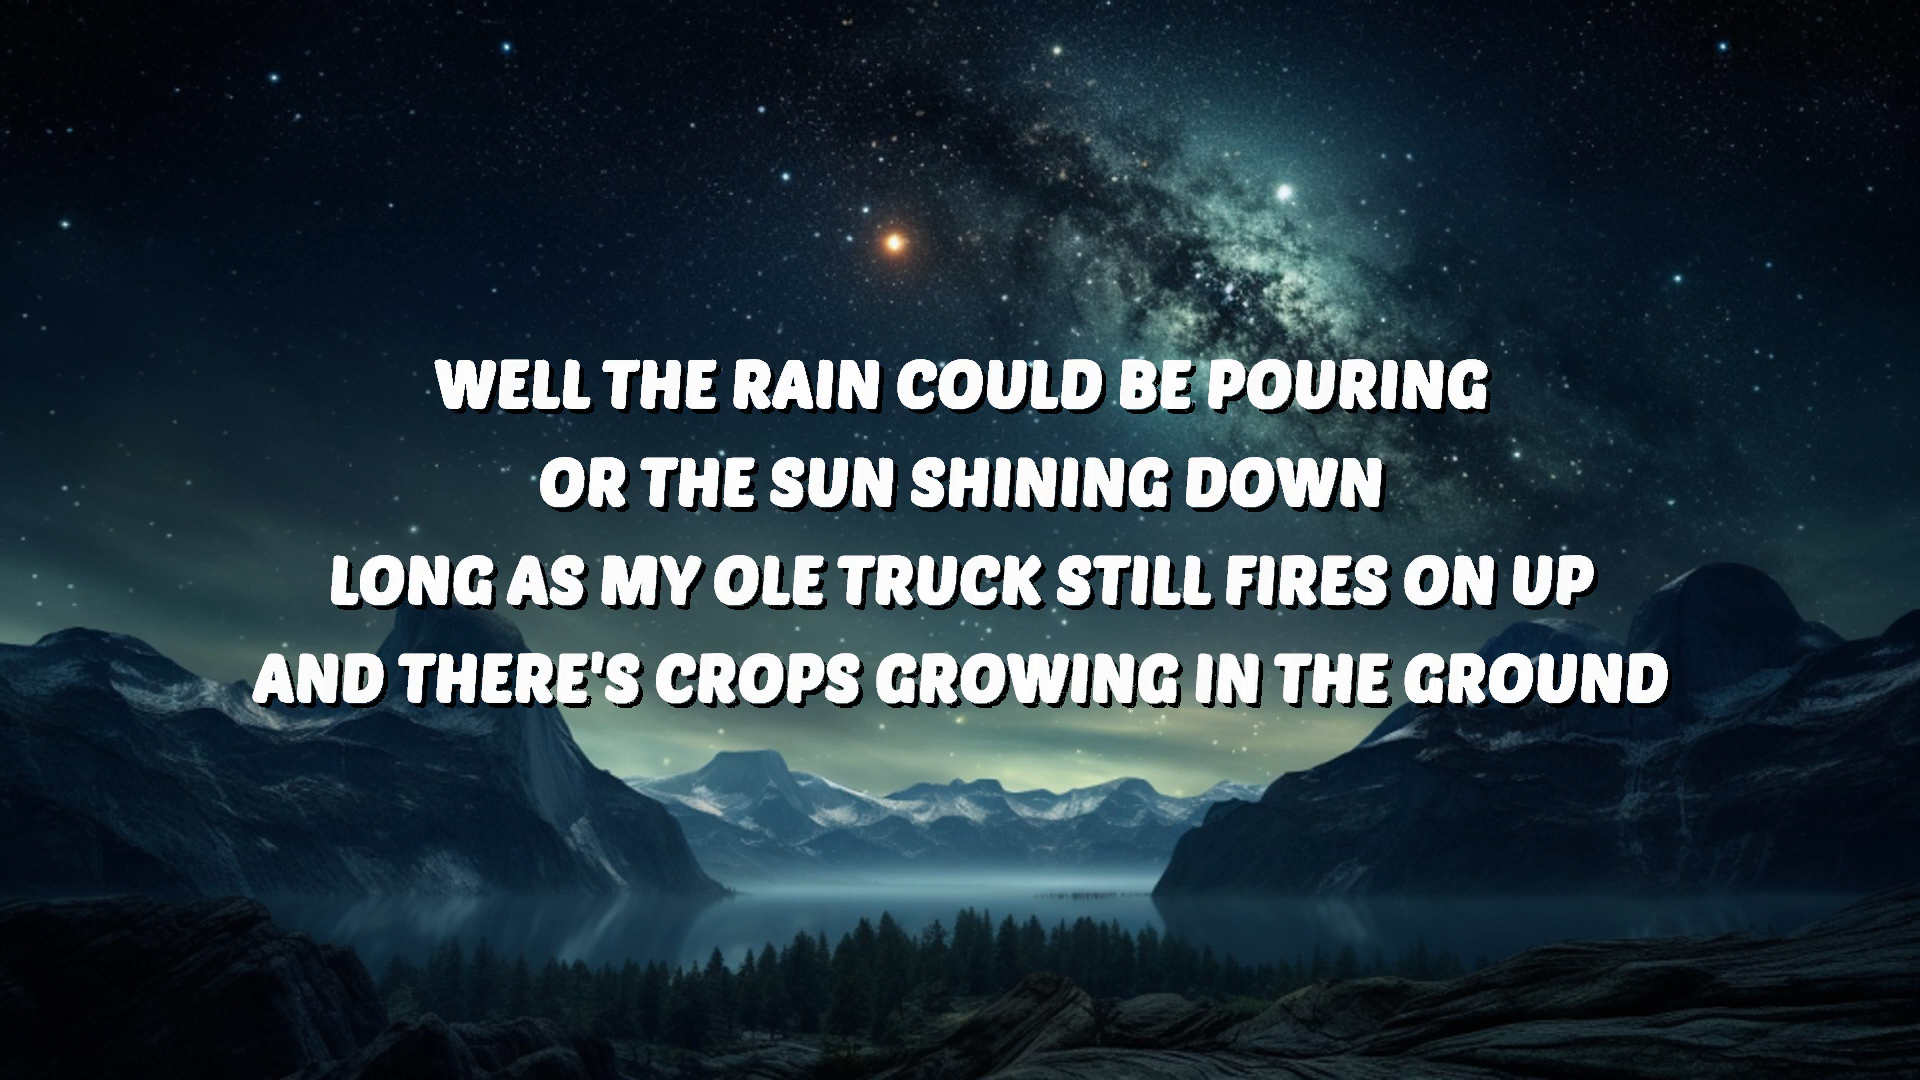 WELL THE RAIN COULD BE POURING
OR THE SUN SHINING DOWN
LONG AS MY OLE TRUCK STILL FIRES ON UP
AND THERE'S CROPS GROWING IN THE GROUND